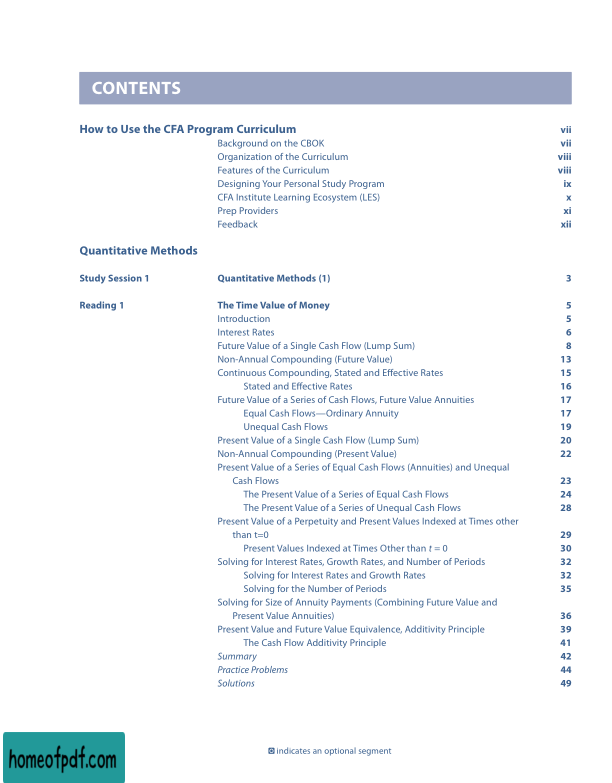 CONTENTS
How to Use the CFA Program Curriculum vii
Background on the CBOK vii
Organization of the Curriculum viii
Features of the Curriculum viii
Designing Your Personal Study Program ix
CFA Institute Learning Ecosystem (LES) x
Prep Providers xi
Feedback xii
Quantitative Methods
Study Session 1 Quantitative Methods (1) 3
Reading 1 The Time Value of Money 5
Introduction 5
Interest Rates 6
Future Value of a Single Cash Flow (Lump Sum) 8
Non-Annual Compounding (Future Value) 13
Continuous Compounding, Stated and Effective Rates 15
Stated and Effective Rates 16
Future Value of a Series of Cash Flows, Future Value Annuities 17
Equal Cash Flows—Ordinary Annuity 17
Unequal Cash Flows 19
Present Value of a Single Cash Flow (Lump Sum) 20
Non-Annual Compounding (Present Value) 22
Present Value of a Series of Equal Cash Flows (Annuities) and Unequal
Cash Flows 23
The Present Value of a Series of Equal Cash Flows 24
The Present Value of a Series of Unequal Cash Flows 28
Present Value of a Perpetuity and Present Values Indexed at Times other
than t=0 29
Present Values Indexed at Times Other than t = 0 30
Solving for Interest Rates, Growth Rates, and Number of Periods 32
Solving for Interest Rates and Growth Rates 32
Solving for the Number of Periods 35
Solving for Size of Annuity Payments (Combining Future Value and
Present Value Annuities) 36
Present Value and Future Value Equivalence, Additivity Principle 39
The Cash Flow Additivity Principle 41
Summary 42
Practice Problems 44
Solutions 49
indicates an optional segment
homeofpdf.com